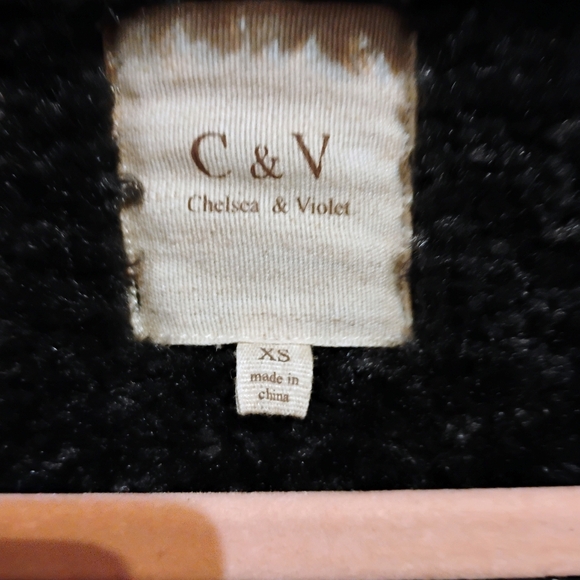 C & V
Chelsea & Violet
XS
made in
china